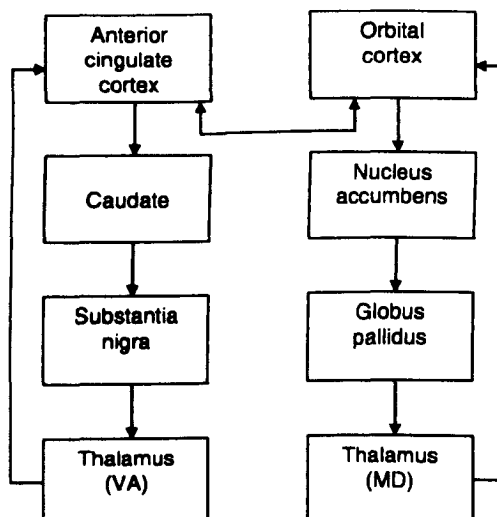 Anterior
cingulate
cortex
Orbital
cortex
Caudate
Nucleus
accumbens
Substantia
nigra
Globus
pallidus
Thalamus
(VA)
Thalamus
(MD)